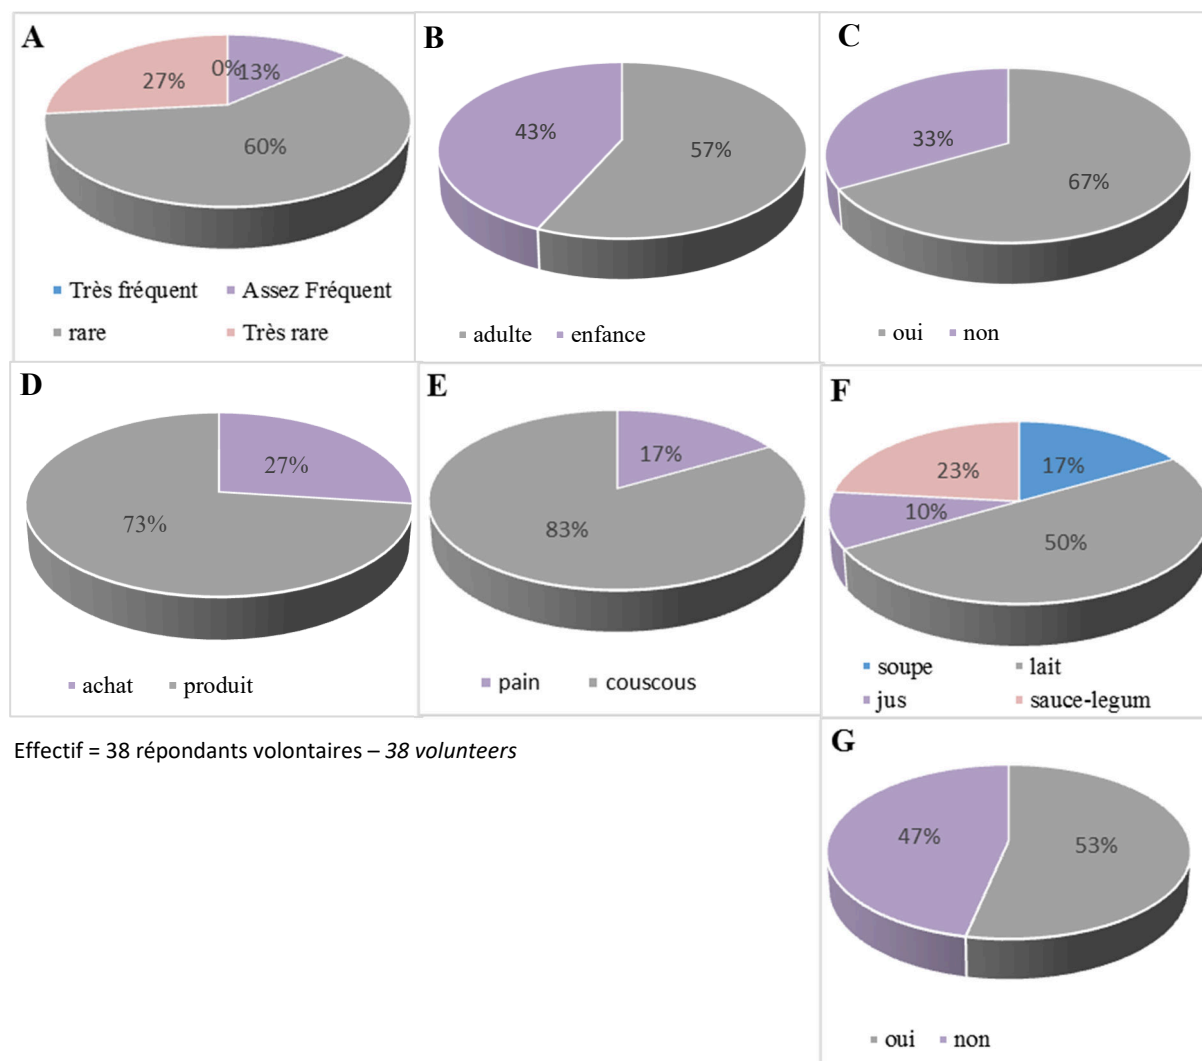 A
0%
13%
27%
60%
Très fréquent
Assez Fréquent
rare
Très rare
B
43%
57%
adulte
enfance
C
33%
67%
oui
non
D
27%
73%
achat
produit
E
17%
83%
pain
couscous
F
23%
17%
10%
50%
soupe
lait
jus
sauce-legum
Effectif = 38 répondants volontaires – 38 volunteers
G
47%
53%
oui
non